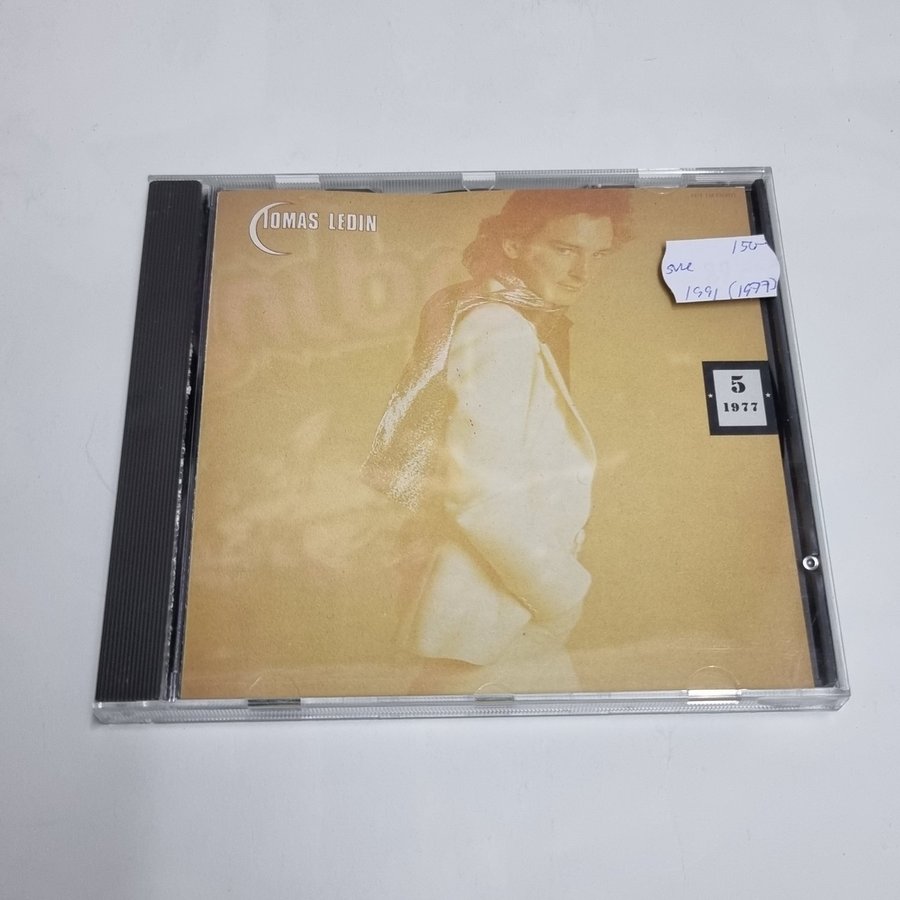 TOMAS LEDIN
150-
sve
1991 (1977)
5
1977